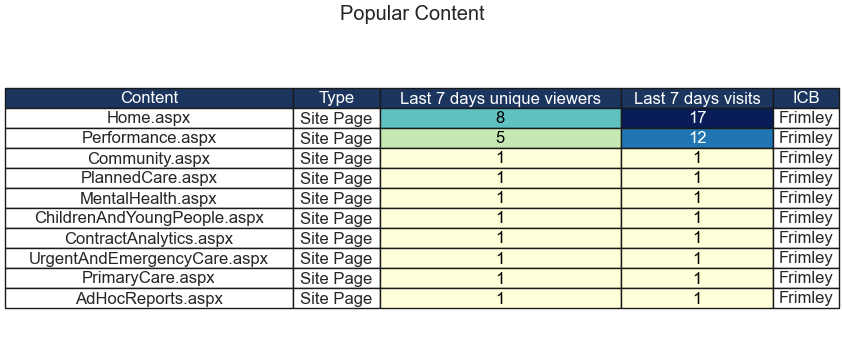 Popular Content
Content Type Last 7 days unique viewers Last 7 days visits ICB
Home.aspx Site Page 8 17 Frimley
Performance.aspx Site Page 5 12 Frimley
Community.aspx Site Page 1 1 Frimley
PlannedCare.aspx Site Page 1 1 Frimley
MentalHealth.aspx Site Page 1 1 Frimley
ChildrenAndYoungPeople.aspx Site Page 1 1 Frimley
ContractAnalytics.aspx Site Page 1 1 Frimley
UrgentAndEmergencyCare.aspx Site Page 1 1 Frimley
PrimaryCare.aspx Site Page 1 1 Frimley
AdHocReports.aspx Site Page 1 1 Frimley